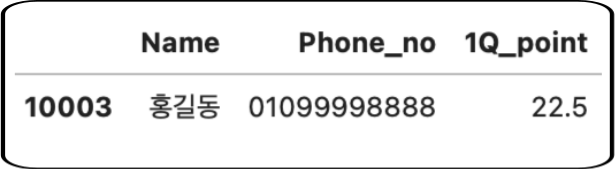 Name Phone_no 1Q_point
10003 홍길동 01099998888 22.5